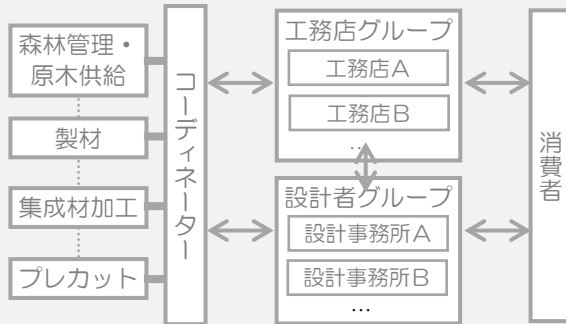 森林管理・
原木供給
製材
集成材加工
プレカット
コーディネーター
工務店グループ
工務店A
工務店B
…
設計者グループ
設計事務所A
設計事務所B
…
消費者